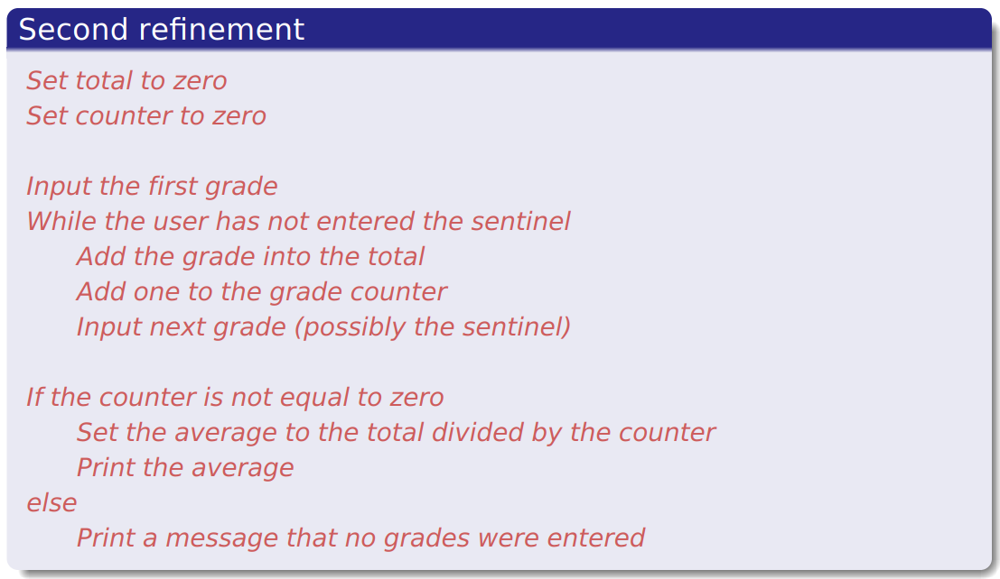 Second refinement
Set total to zero
Set counter to zero
Input the first grade
While the user has not entered the sentinel
Add the grade into the total
Add one to the grade counter
Input next grade (possibly the sentinel)
If the counter is not equal to zero
Set the average to the total divided by the counter
Print the average
else
Print a message that no grades were entered